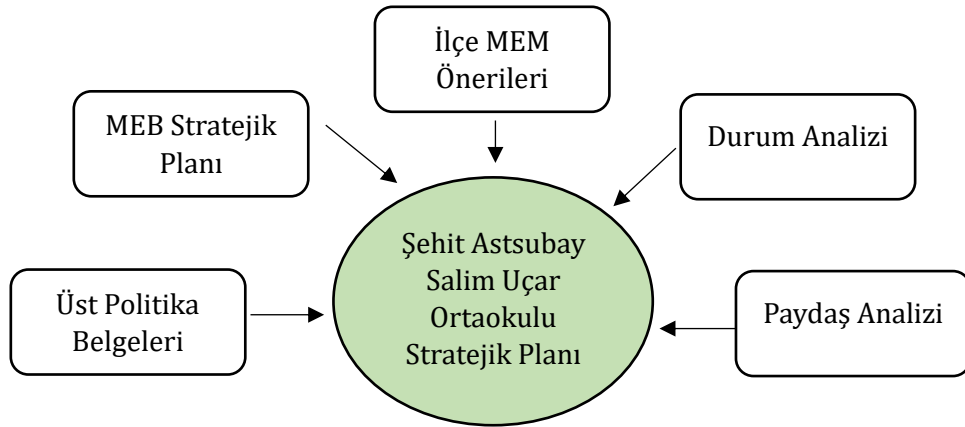 İlçe MEM
Önerileri
MEB Stratejik
Planı
Durum Analizi
Şehit Astsubay
Salim Uçar
Ortaokulu
Stratejik Planı
Üst Politika
Belgeleri
Paydaş Analizi